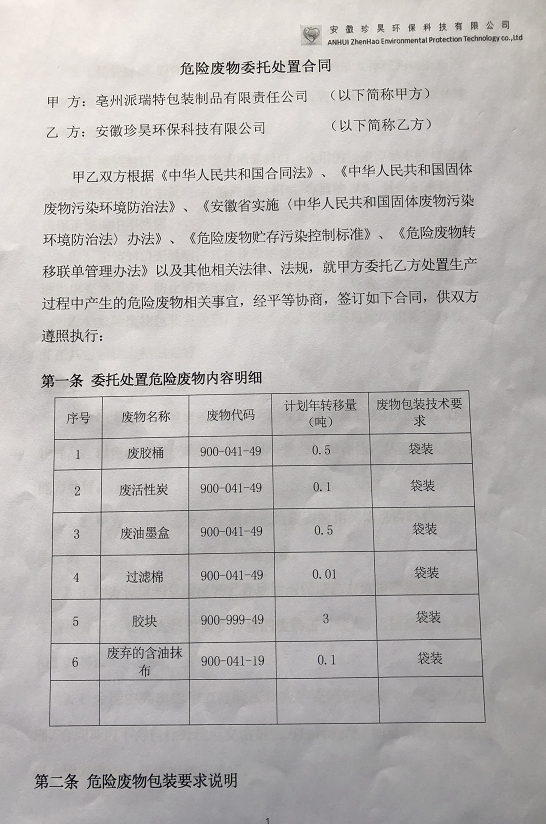 安徽珍昊环保科技有限公司
ANHUI ZhenHao Environmental Protection Technology co.,Ltd
危险废物委托处置合同
甲 方：亳州派瑞特包装制品有限责任公司 （以下简称甲方）
乙 方：安徽珍昊环保科技有限公司 （以下简称乙方）
甲乙双方根据《中华人民共和国合同法》、《中华人民共和国固体
废物污染环境防治法》、《安徽省实施〈中华人民共和国固体废物污染
环境防治法〉办法》、《危险废物贮存污染控制标准》、《危险废物转
移联单管理办法》以及其他相关法律、法规，就甲方委托乙方处置生产
过程中产生的危险废物相关事宜，经平等协商，签订如下合同，供双方
遵照执行：
第一条 委托处置危险废物内容明细
序号 废物名称 废物代码 计划年转移量（吨） 废物包装技术要求
1 废胶桶 900-041-49 0.5 袋装
2 废活性炭 900-041-49 0.1 袋装
3 废油墨盒 900-041-49 0.5 袋装
4 过滤棉 900-041-49 0.01 袋装
5 胶块 900-999-49 3 袋装
6 废弃的含油抹布 900-041-19 0.1 袋装
第二条 危险废物包装要求说明
1